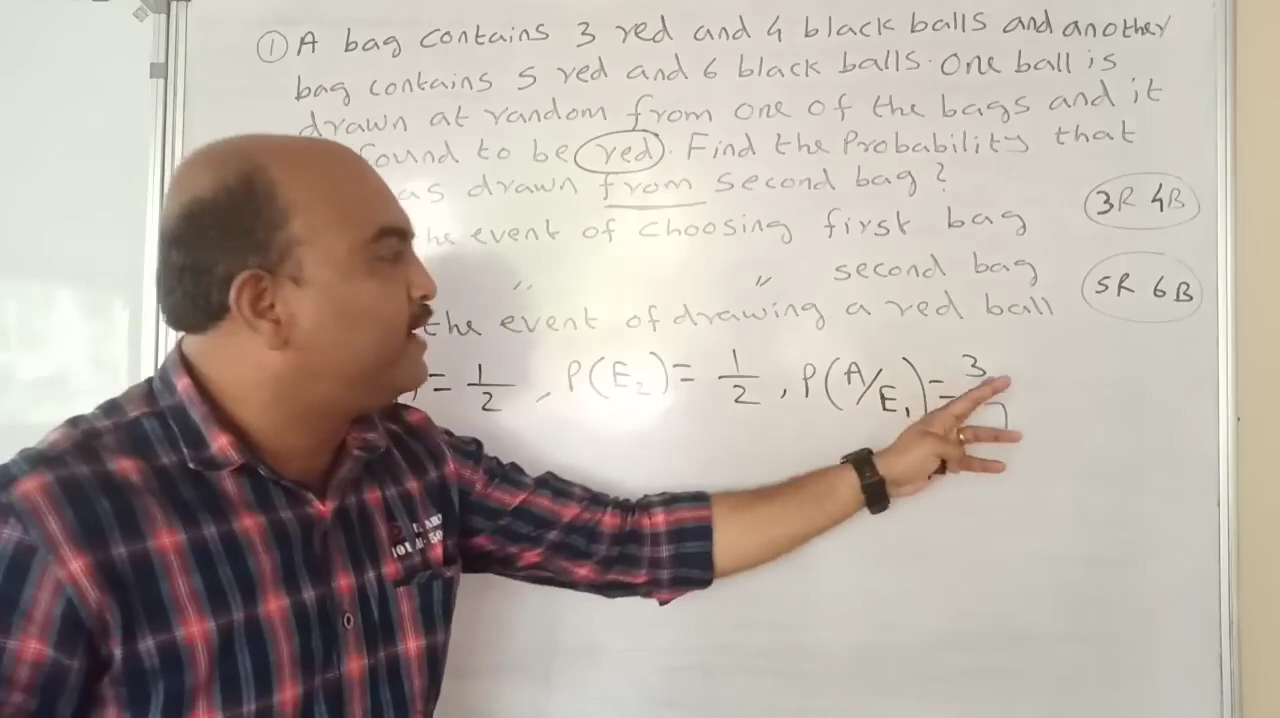 ① A bag contains 3 red and 4 black balls and another
bag contains 5 red and 6 black balls. One ball is
drawn at random from one of the bags and it
found to be red. Find the Probability that
as drawn from second bag?
3R 4B
he event of choosing first bag
" " second bag
5R 6B
the event of drawing a red ball
= 1/2, P(E₂) = 1/2, P(A/E₁) = 3